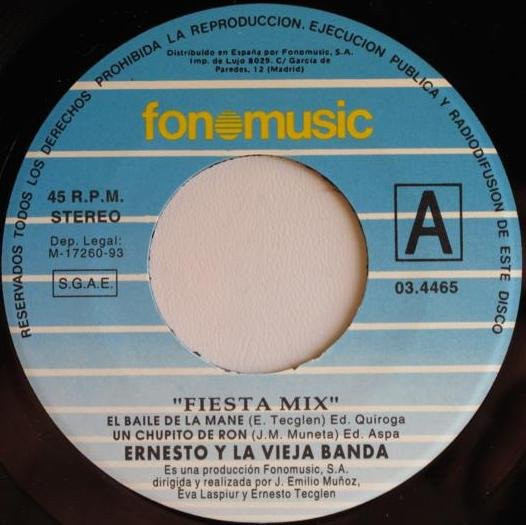 RESERVADOS TODOS LOS DERECHOS PROHIBIDA LA REPRODUCCION. EJECUCION PUBLICA Y RADIODIFUSION DE ESTE DISCO
Distribuido en España por Fonomusic, S.A.
Imp. de Lujo 8029. C/ García de
Paredes, 12 (Madrid)
fonomusic
45 R.P.M.
STEREO
Dep. Legal:
M-17260-93
S.G.A.E.
A
03.4465
"FIESTA MIX"
EL BAILE DE LA MANE (E. Tecglen) Ed. Quiroga
UN CHUPITO DE RON (J.M. Muneta) Ed. Aspa
ERNESTO Y LA VIEJA BANDA
Es una producción Fonomusic, S.A.
dirigida y realizada por J. Emilio Muñoz,
Eva Laspiur y Ernesto Tecglen